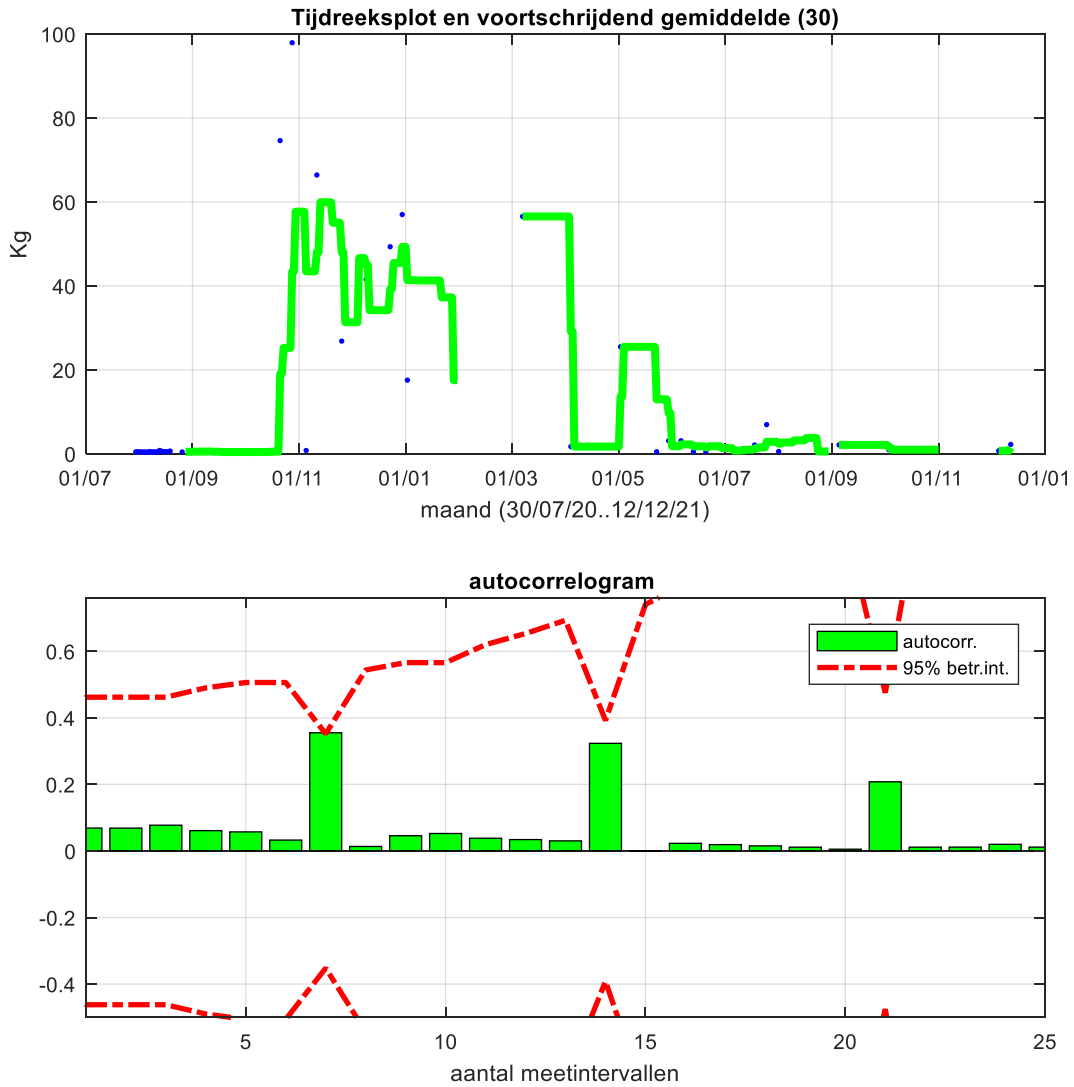 Tijdreeksplot en voortschrijdend gemiddelde (30)
100
80
60
40
20
0
Kg
01/07 01/09 01/11 01/01 01/03 01/05 01/07 01/09 01/11 01/01
maand (30/07/20..12/12/21)
autocorrelogram
autocorr.
95% betr.int.
0.6
0.4
0.2
0
-0.2
-0.4
5 10 15 20 25
aantal meetintervallen